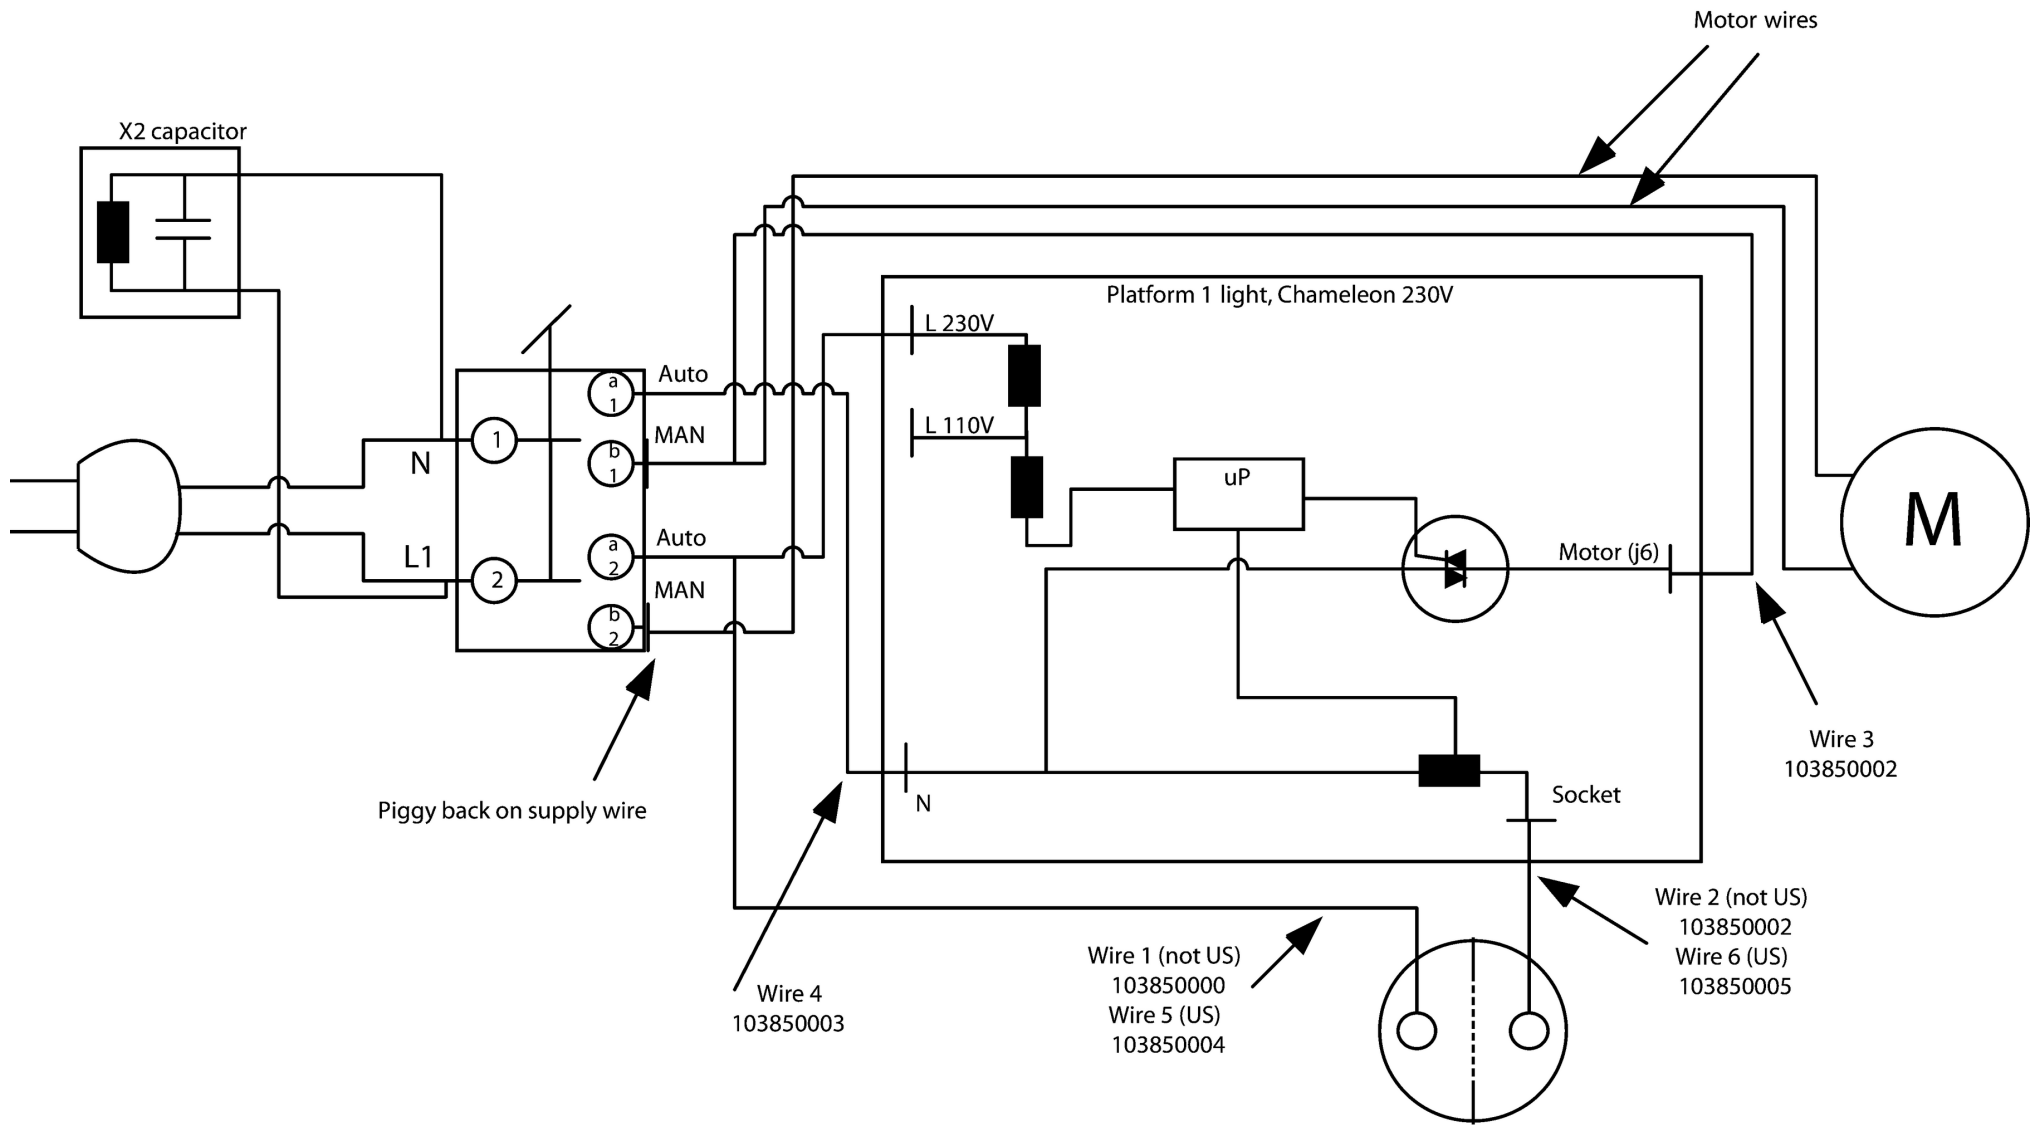 Motor wires
X2 capacitor
Platform 1 light, Chameleon 230V
L 230V
a
1
Auto
L 110V
MAN
1
N
b
1
uP
M
Auto
a
2
L1
Motor (j6)
2
MAN
b
2
Wire 3
103850002
Piggy back on supply wire
N
Socket
Wire 2 (not US)
103850002
Wire 6 (US)
103850005
Wire 1 (not US)
103850000
Wire 5 (US)
103850004
Wire 4
103850003